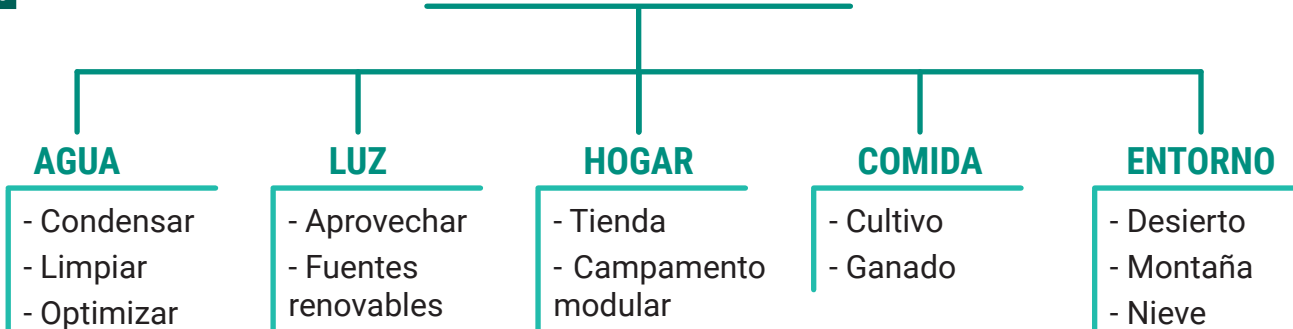 AGUA
- Condensar
- Limpiar
- Optimizar
LUZ
- Aprovechar
- Fuentes
renovables
HOGAR
- Tienda
- Campamento
modular
COMIDA
- Cultivo
- Ganado
ENTORNO
- Desierto
- Montaña
- Nieve